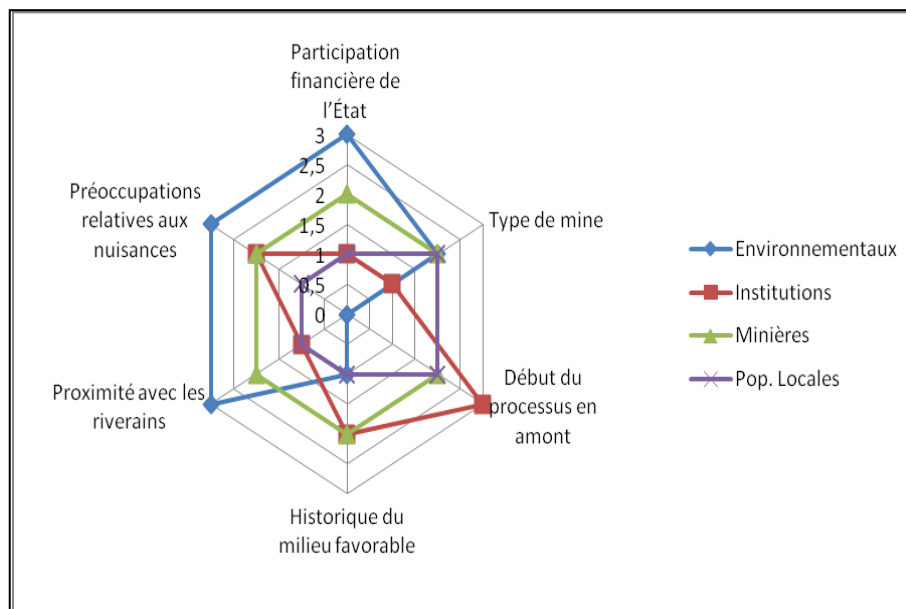 Participation
financière de
l'État
3
2,5
2
1,5
1
0,5
0
Type de mine
Début du
processus en
amont
Historique du
milieu favorable
Proximité avec les
riverains
Préoccupations
relatives aux
nuisances
Environnementaux
Institutions
Minières
Pop. Locales